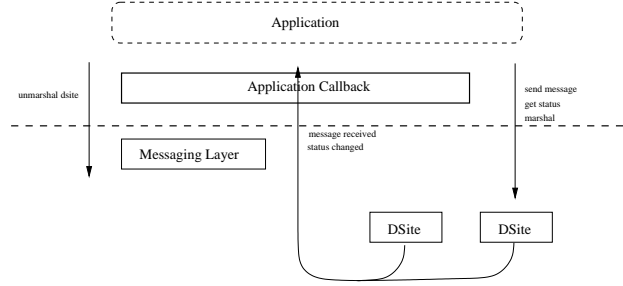 Application
unmarshal dsite
Application Callback
send message
get status
marshal
message received
status changed
Messaging Layer
DSite
DSite